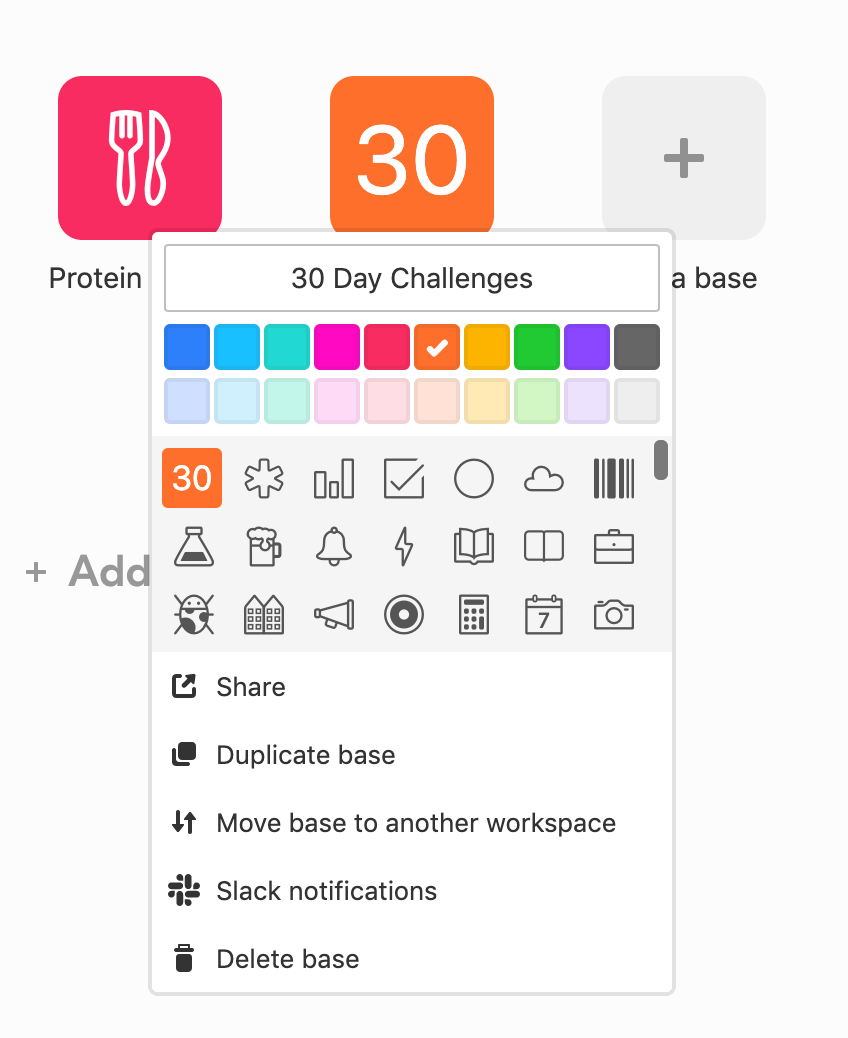 30
Protein
30 Day Challenges
a base
30
7
+ Add
Share
Duplicate base
Move base to another workspace
Slack notifications
Delete base